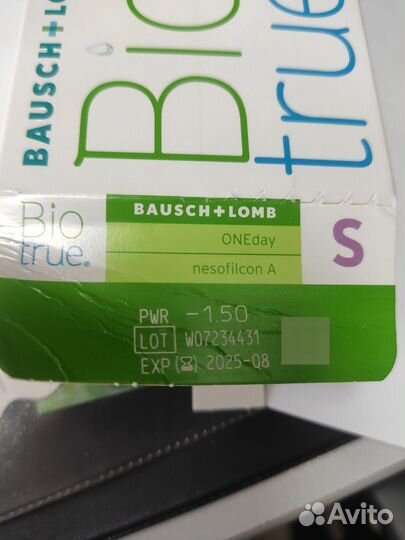 BAUSCH+LOMB
Bio
true
Bio
true®
BAUSCH+LOMB
ONEday
nesofilcon A
S
PWR -1.50
LOT W07234431
EXP 2025-08
Avito